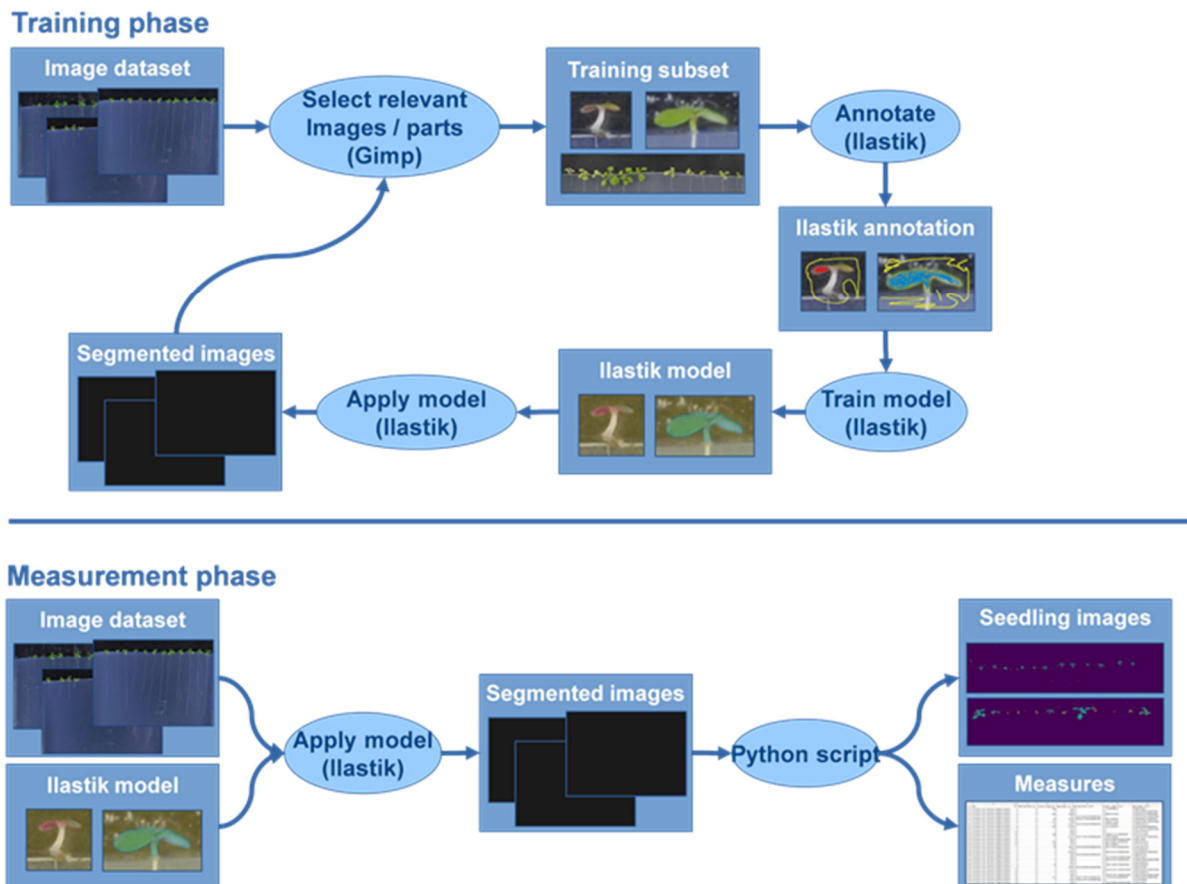 Training phase
Image dataset
Select relevant
Images / parts
(Gimp)
Training subset
Annotate
(Ilastik)
Ilastik annotation
Train model
(Ilastik)
Ilastik model
Apply model
(Ilastik)
Segmented images
Measurement phase
Image dataset
Ilastik model
Apply model
(Ilastik)
Segmented images
Python script
Seedling images
Measures